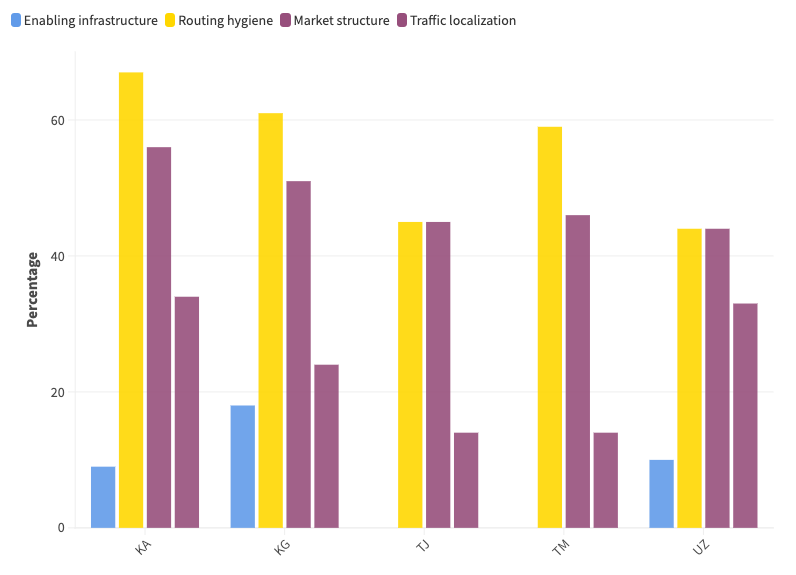 Enabling infrastructure Routing hygiene Market structure Traffic localization
60
40
20
0
Percentage
KA KG TJ TM UZ